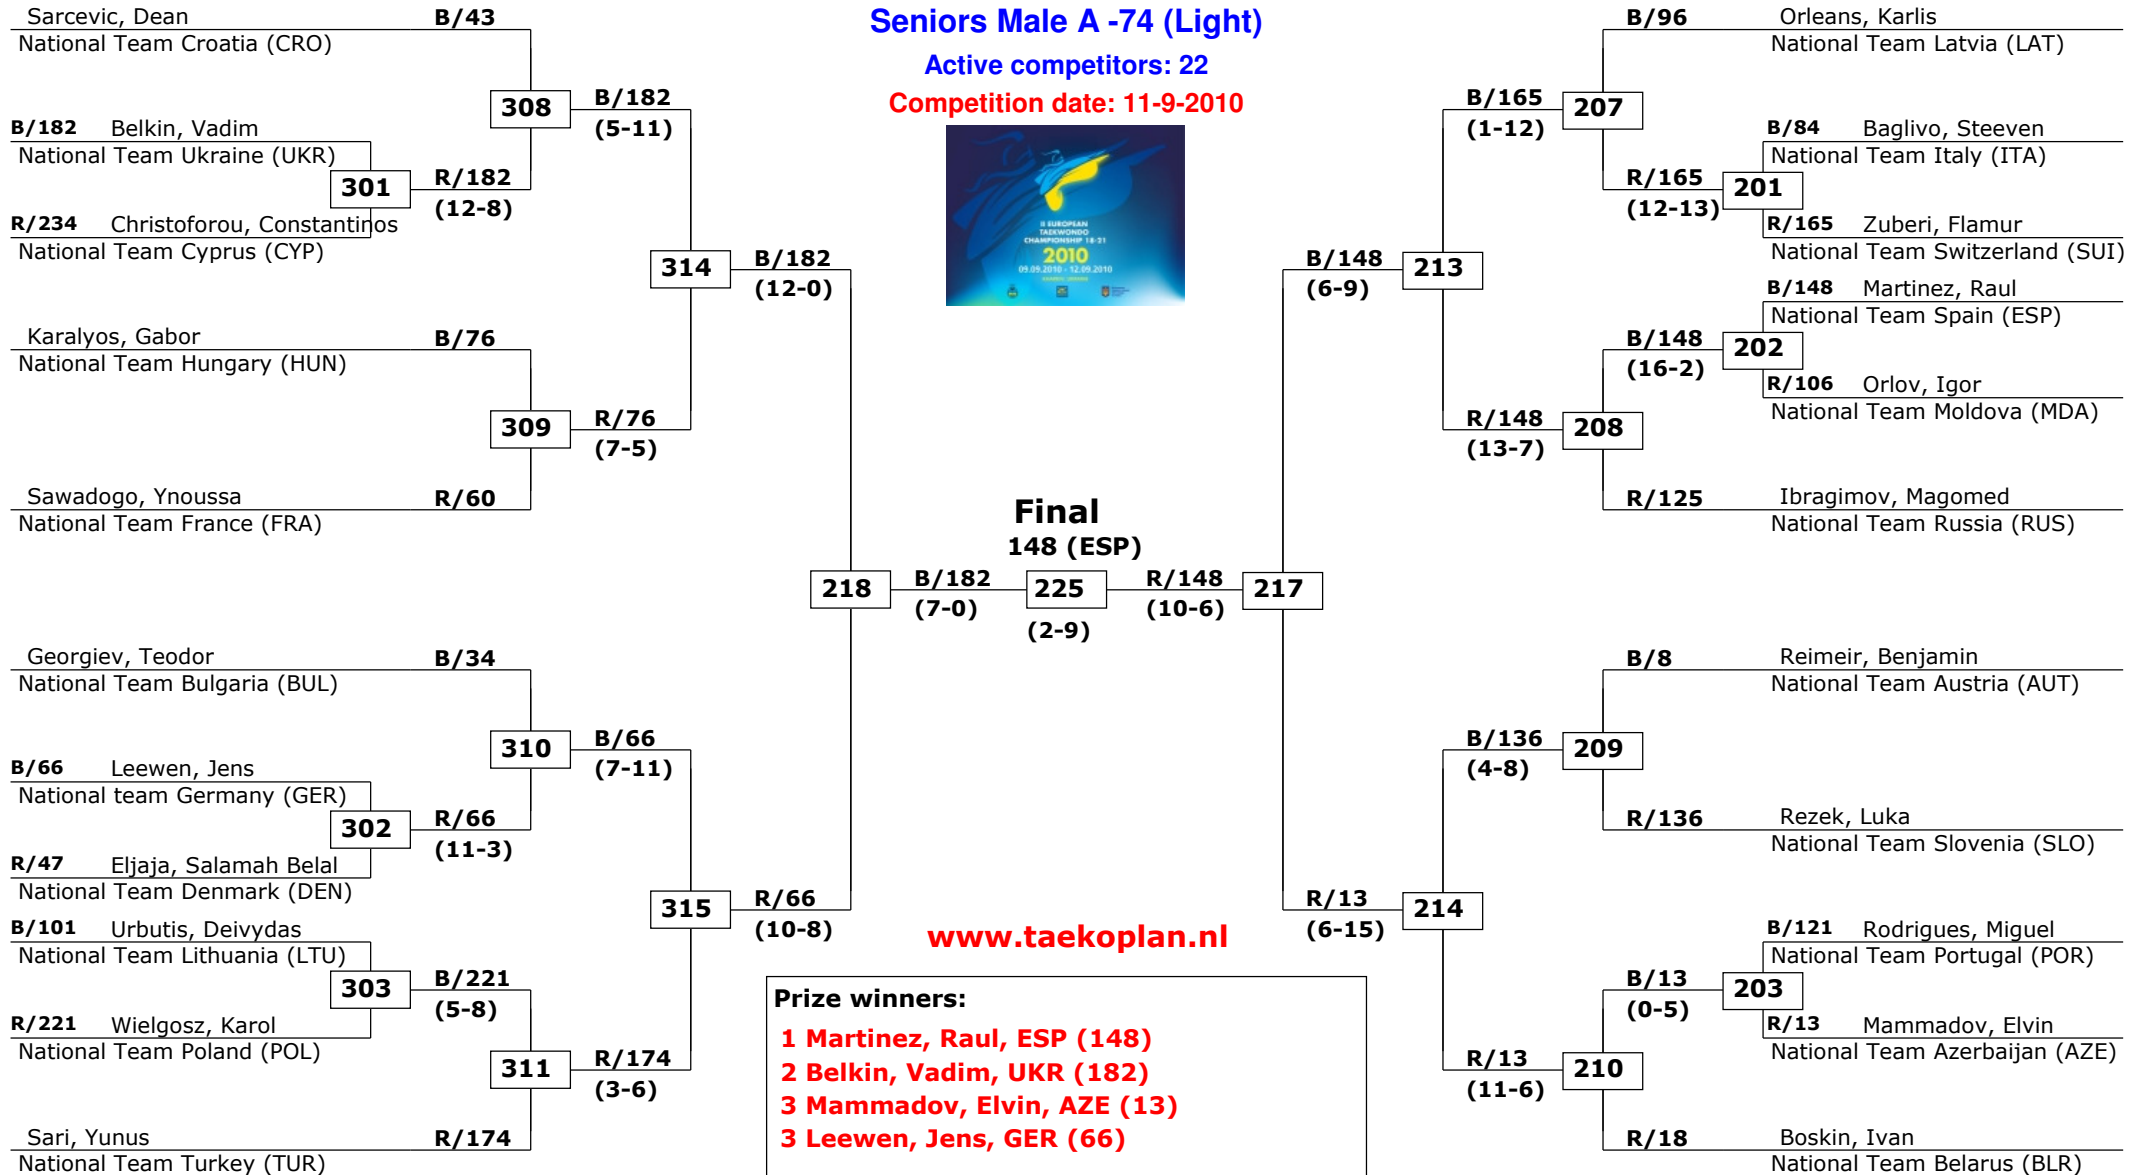 Seniors Male A -74 (Light)
Active competitors: 22
Competition date: 11-9-2010
II EUROPEAN
TAEKWONDO
CHAMPIONSHIP 18-21
2010
09.09.2010 - 12.09.2010
Sarcevic, Dean B/43
National Team Croatia (CRO)
308 B/182
(5-11)
B/182 Belkin, Vadim
National Team Ukraine (UKR)
301 R/182
(12-8)
R/234 Christoforou, Constantinos
National Team Cyprus (CYP)
314 B/182
(12-0)
Karalyos, Gabor B/76
National Team Hungary (HUN)
309 R/76
(7-5)
Sawadogo, Ynoussa R/60
National Team France (FRA)
218 B/182
(7-0)
Georgiev, Teodor B/34
National Team Bulgaria (BUL)
310 B/66
(7-11)
B/66 Leewen, Jens
National team Germany (GER)
302 R/66
(11-3)
R/47 Eljaja, Salamah Belal
National Team Denmark (DEN)
315 R/66
(10-8)
B/101 Urbutis, Deivydas
National Team Lithuania (LTU)
303 B/221
(5-8)
R/221 Wielgosz, Karol
National Team Poland (POL)
311 R/174
(3-6)
Sari, Yunus R/174
National Team Turkey (TUR)
Final
148 (ESP)
225
(2-9)
B/96 Orleans, Karlis
National Team Latvia (LAT)
B/165 207
(1-12)
B/84 Baglivo, Steeven
National Team Italy (ITA)
R/165 201
(12-13)
R/165 Zuberi, Flamur
National Team Switzerland (SUI)
B/148 213
(6-9)
B/148 Martinez, Raul
National Team Spain (ESP)
B/148 202
(16-2)
R/106 Orlov, Igor
National Team Moldova (MDA)
R/148 208
(13-7)
R/125 Ibragimov, Magomed
National Team Russia (RUS)
R/148 217
(10-6)
B/8 Reimeir, Benjamin
National Team Austria (AUT)
B/136 209
(4-8)
R/136 Rezek, Luka
National Team Slovenia (SLO)
R/13 214
(6-15)
B/121 Rodrigues, Miguel
National Team Portugal (POR)
B/13 203
(0-5)
R/13 Mammadov, Elvin
National Team Azerbaijan (AZE)
R/13 210
(11-6)
R/18 Boskin, Ivan
National Team Belarus (BLR)
www.taekoplan.nl
Prize winners:
1 Martinez, Raul, ESP (148)
2 Belkin, Vadim, UKR (182)
3 Mammadov, Elvin, AZE (13)
3 Leewen, Jens, GER (66)